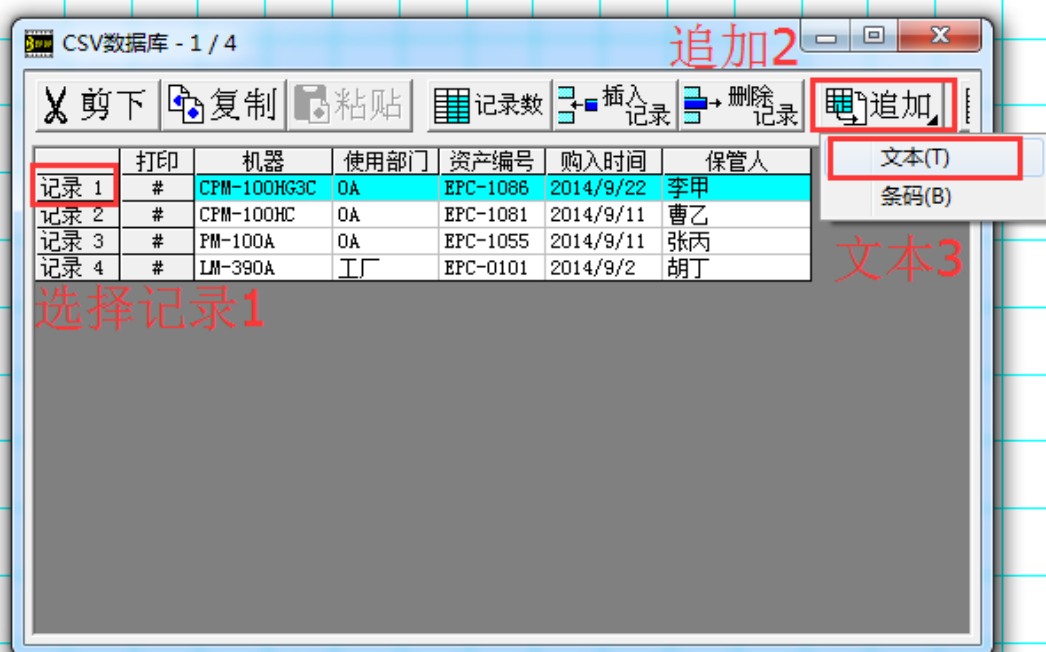 CSV数据库 - 1 / 4
追加2
剪下 复制 粘贴 记录数 插入记录 删除记录 追加
文本(T)
条码(B)
打印 机器 使用部门 资产编号 购入时间 保管人
记录 1 # CPM-100HG3C OA EPC-1086 2014/9/22 李甲
记录 2 # CPM-100HC OA EPC-1081 2014/9/11 曹乙
记录 3 # PM-100A OA EPC-1055 2014/9/11 张丙
记录 4 # LM-390A 工厂 EPC-0101 2014/9/2 胡丁
文本3
选择记录1